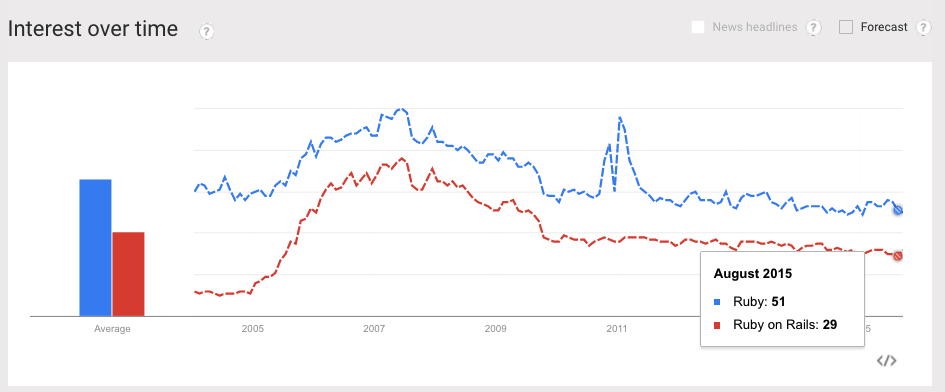 Interest over time ?
News headlines ? Forecast ?
August 2015
Ruby: 51
Ruby on Rails: 29
Average 2005 2007 2009 2011 5
</>